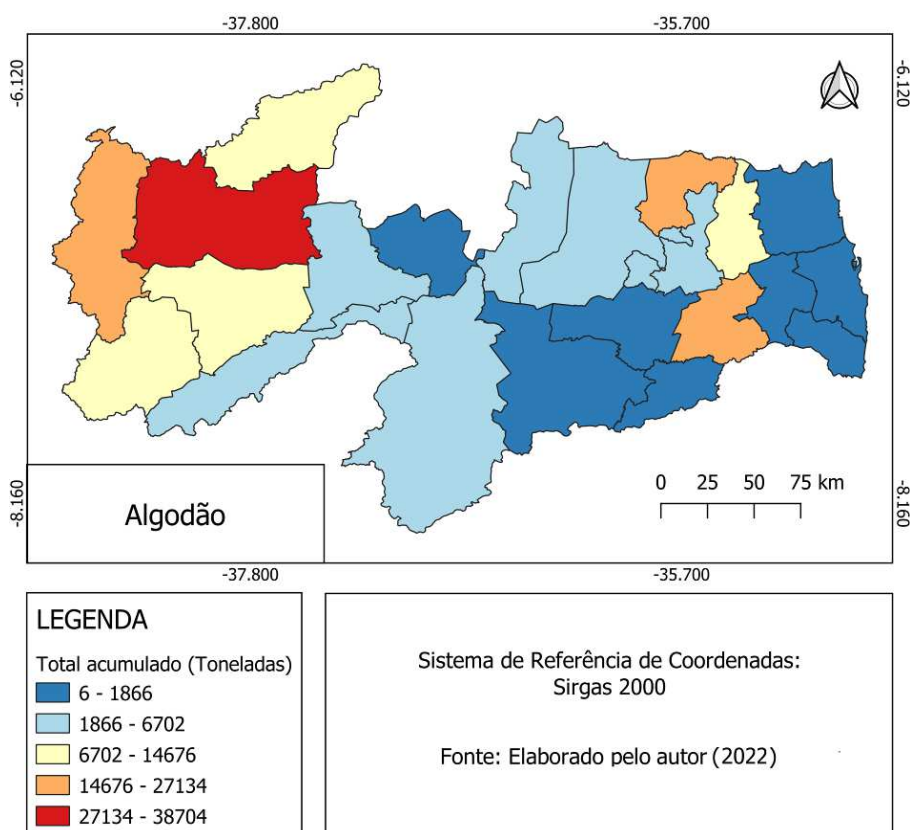 -37.800
-35.700
-6.120
-6.120
Algodão
0 25 50 75 km
-8.160
-8.160
-37.800
-35.700
LEGENDA
Total acumulado (Toneladas)
6 - 1866
1866 - 6702
6702 - 14676
14676 - 27134
27134 - 38704
Sistema de Referência de Coordenadas:
Sirgas 2000
Fonte: Elaborado pelo autor (2022)